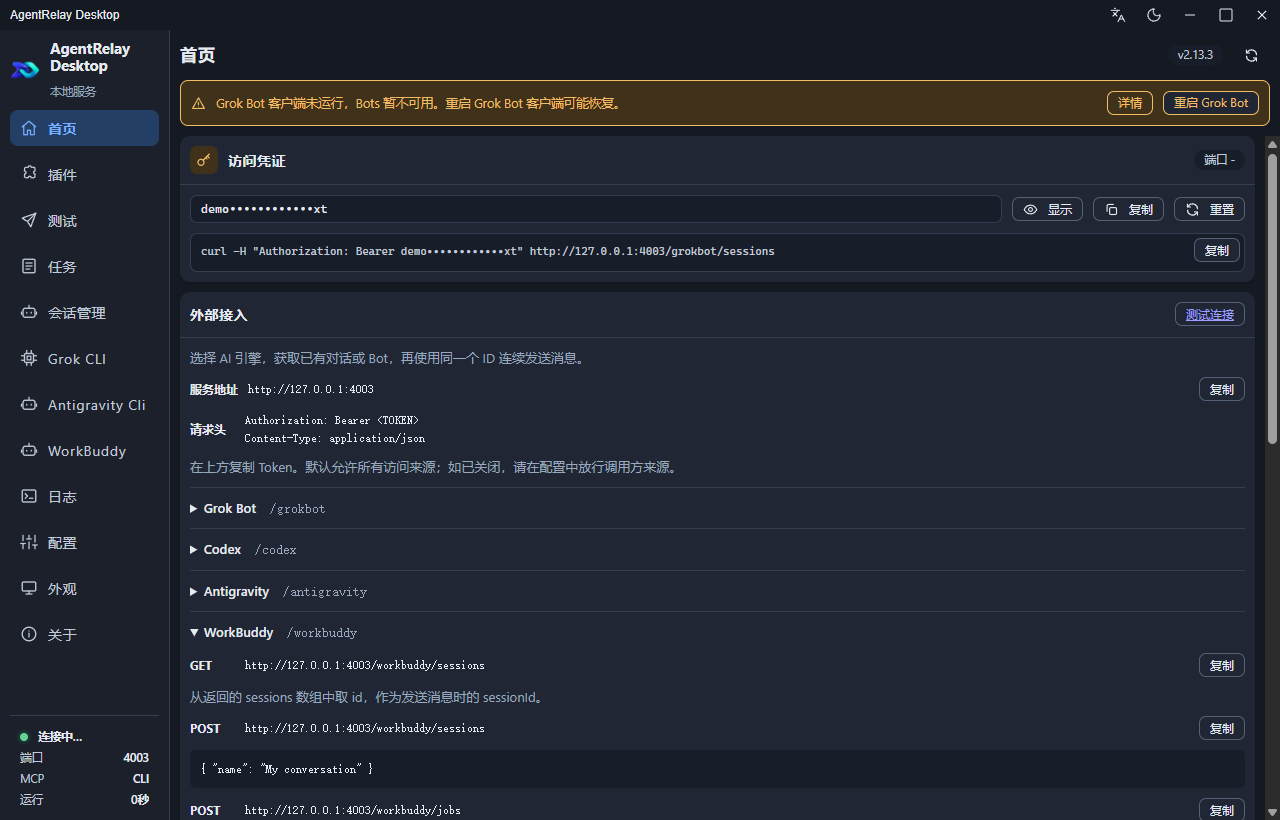 AgentRelay Desktop
AgentRelay
Desktop
本地服务
首页
插件
测试
任务
会话管理
Grok CLI
Antigravity Cli
WorkBuddy
日志
配置
外观
关于
连接中...
端口 4003
MCP CLI
运行 0秒
首页
v2.13.3
Grok Bot 客户端未运行，Bots 暂不可用。重启 Grok Bot 客户端可能恢复。
详情
重启 Grok Bot
访问凭证
端口 -
demo••••••••••••xt
显示
复制
重置
curl -H "Authorization: Bearer demo••••••••••••xt" http://127.0.0.1:4003/grokbot/sessions
复制
外部接入
测试连接
选择 AI 引擎，获取已有对话或 Bot，再使用同一个 ID 连续发送消息。
服务地址 http://127.0.0.1:4003
复制
请求头
Authorization: Bearer <TOKEN>
Content-Type: application/json
在上方复制 Token。默认允许所有访问来源；如已关闭，请在配置中放行调用方来源。
▶ Grok Bot /grokbot
▶ Codex /codex
▶ Antigravity /antigravity
▼ WorkBuddy /workbuddy
GET http://127.0.0.1:4003/workbuddy/sessions
复制
从返回的 sessions 数组中取 id，作为发送消息时的 sessionId。
POST http://127.0.0.1:4003/workbuddy/sessions
复制
{ "name": "My conversation" }
POST http://127.0.0.1:4003/workbuddy/jobs
复制